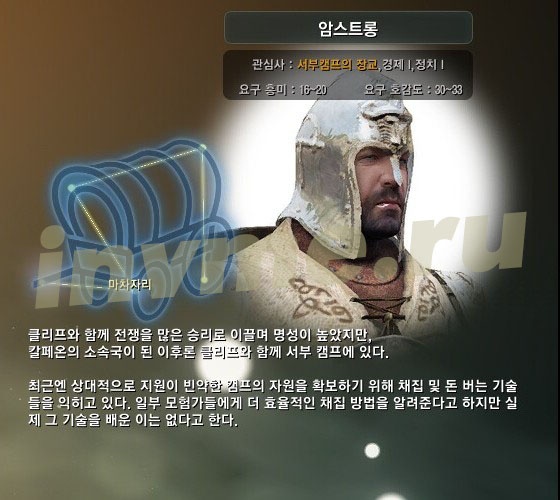 암스트롱
관심사 : 서부캠프의 장교,경제 I,정치 I
요구 흥미 : 16~20 요구 호감도 : 30~33
마차자리
클리프와 함께 전쟁을 많은 승리로 이끌며 명성이 높았지만,
칼페온의 소속국이 된 이후론 클리프와 함께 서부 캠프에 있다.
최근엔 상대적으로 지원이 빈약한 캠프의 자원을 확보하기 위해 채집 및 돈 버는 기술
들을 익히고 있다. 일부 모험가들에게 더 효율적인 채집 방법을 알려준다고 하지만 실
제 그 기술을 배운 이는 없다고 한다.